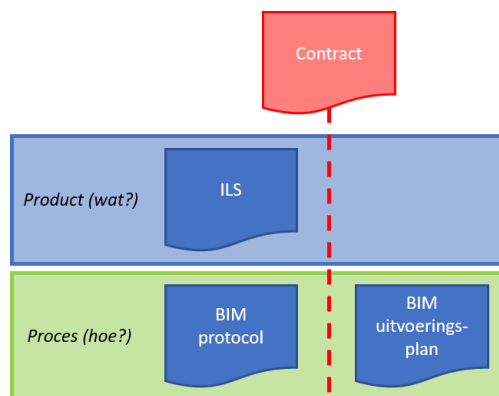 Contract
Product (wat?)
ILS
Proces (hoe?)
BIM
protocol
BIM
uitvoerings-
plan